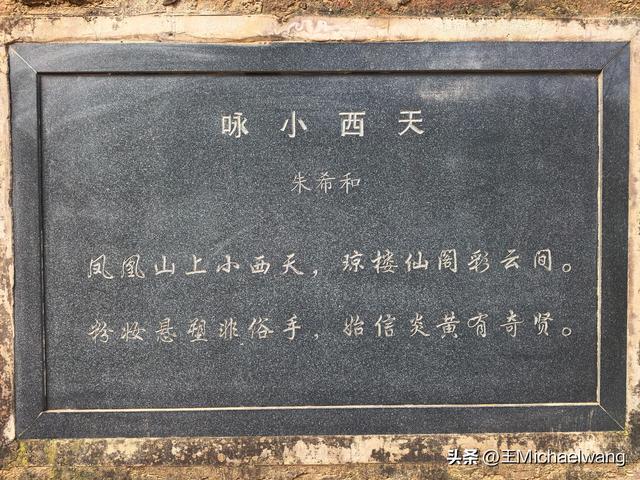 咏小西天
朱希和
凤凰山上小西天，琼楼仙阁彩云间。
粉妆悬塑非俗手，始信炎黄有奇贤。
头条 @王Michaelwang